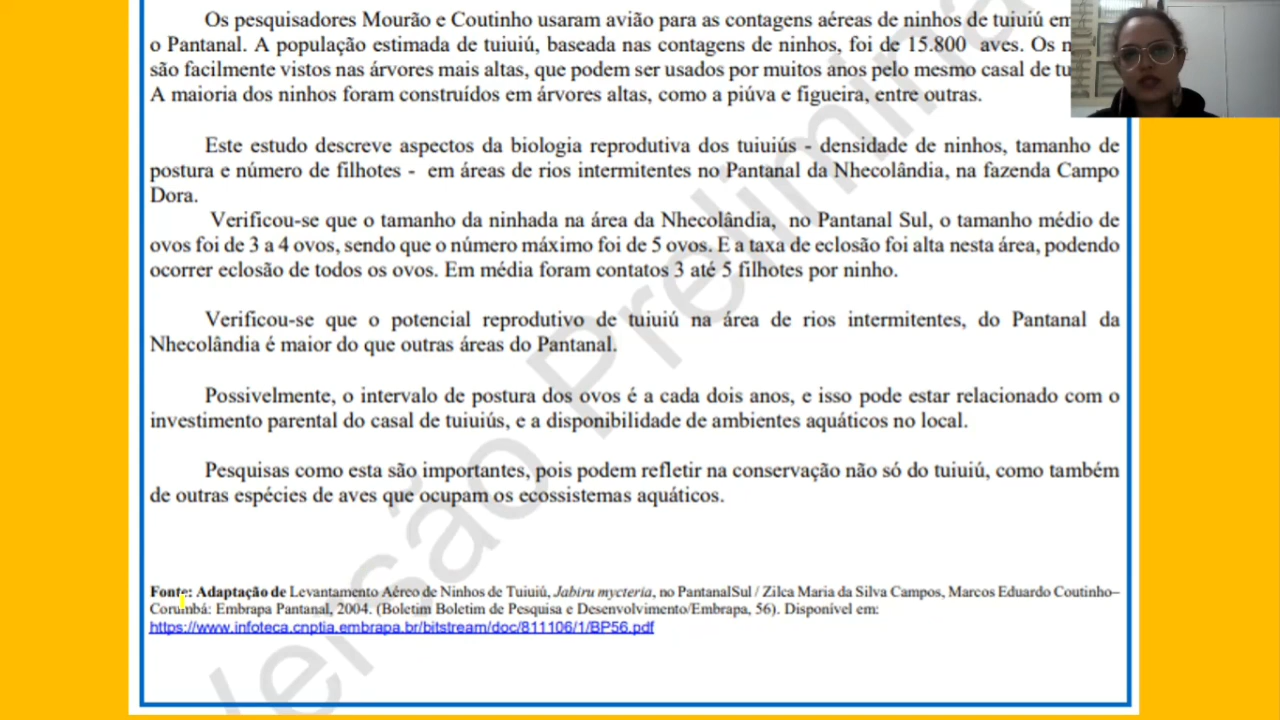 Os pesquisadores Mourão e Coutinho usaram avião para as contagens aéreas de ninhos de tuiuiú em
o Pantanal. A população estimada de tuiuiú, baseada nas contagens de ninhos, foi de 15.800 aves. Os
são facilmente vistos nas árvores mais altas, que podem ser usados por muitos anos pelo mesmo casal de
A maioria dos ninhos foram construídos em árvores altas, como a piúva e figueira, entre outras.
Este estudo descreve aspectos da biologia reprodutiva dos tuiuiús - densidade de ninhos, tamanho de
postura e número de filhotes - em áreas de rios intermitentes no Pantanal da Nhecolândia, na fazenda Campo
Dora.
Verificou-se que o tamanho da ninhada na área da Nhecolândia, no Pantanal Sul, o tamanho médio de
ovos foi de 3 a 4 ovos, sendo que o número máximo foi de 5 ovos. E a taxa de eclosão foi alta nesta área, podendo
ocorrer eclosão de todos os ovos. Em média foram contatos 3 até 5 filhotes por ninho.
Verificou-se que o potencial reprodutivo de tuiuiú na área de rios intermitentes, do Pantanal da
Nhecolândia é maior do que outras áreas do Pantanal.
Possivelmente, o intervalo de postura dos ovos é a cada dois anos, e isso pode estar relacionado com o
investimento parental do casal de tuiuiús, e a disponibilidade de ambientes aquáticos no local.
Pesquisas como esta são importantes, pois podem refletir na conservação não só do tuiuiú, como também
de outras espécies de aves que ocupam os ecossistemas aquáticos.
Fonte: Adaptação de Levantamento Aéreo de Ninhos de Tuiuiú, Jabiru mycteria, no PantanalSul / Zilca Maria da Silva Campos, Marcos Eduardo Coutinho–
Corumbá: Embrapa Pantanal, 2004. (Boletim Boletim de Pesquisa e Desenvolvimento/Embrapa, 56). Disponível em:
https://www.infoteca.cnptia.embrapa.br/bitstream/doc/811106/1/BP56.pdf
Versão Preliminar